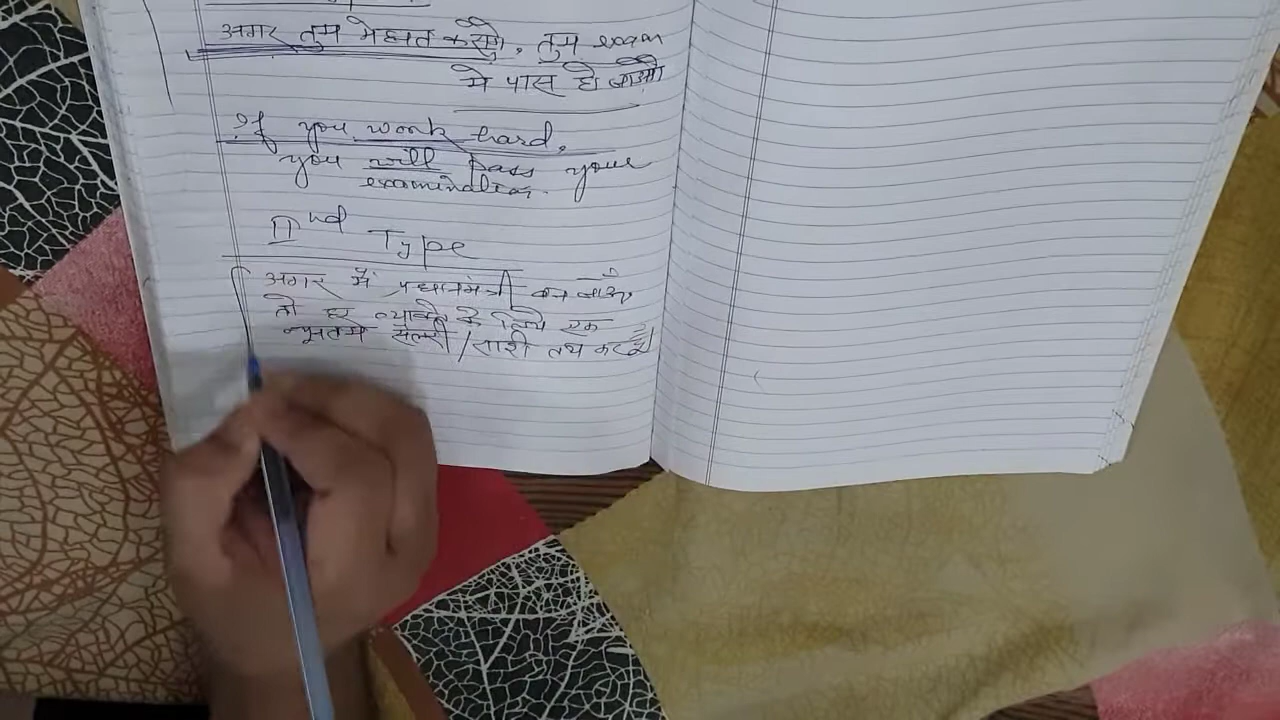 अगर तुम मेहनत करोगे, तुम exam
मे पास हो जाओगे
If you work hard,
you will pass your
examination.
IInd Type
अगर मैं प्रधानमंत्री बन जाऊँ,
तो हर व्यक्ति के लिये एक
न्यूनतम सेलरी / राशी तय कर दूँ।